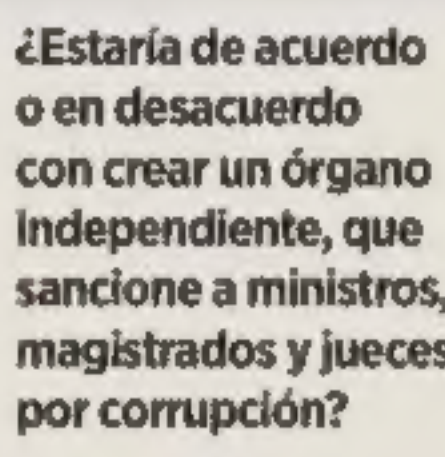 ¿Estaría de acuerdo
o en desacuerdo
con crear un órgano
independiente, que
sancione a ministros,
magistrados y jueces
por corrupción?